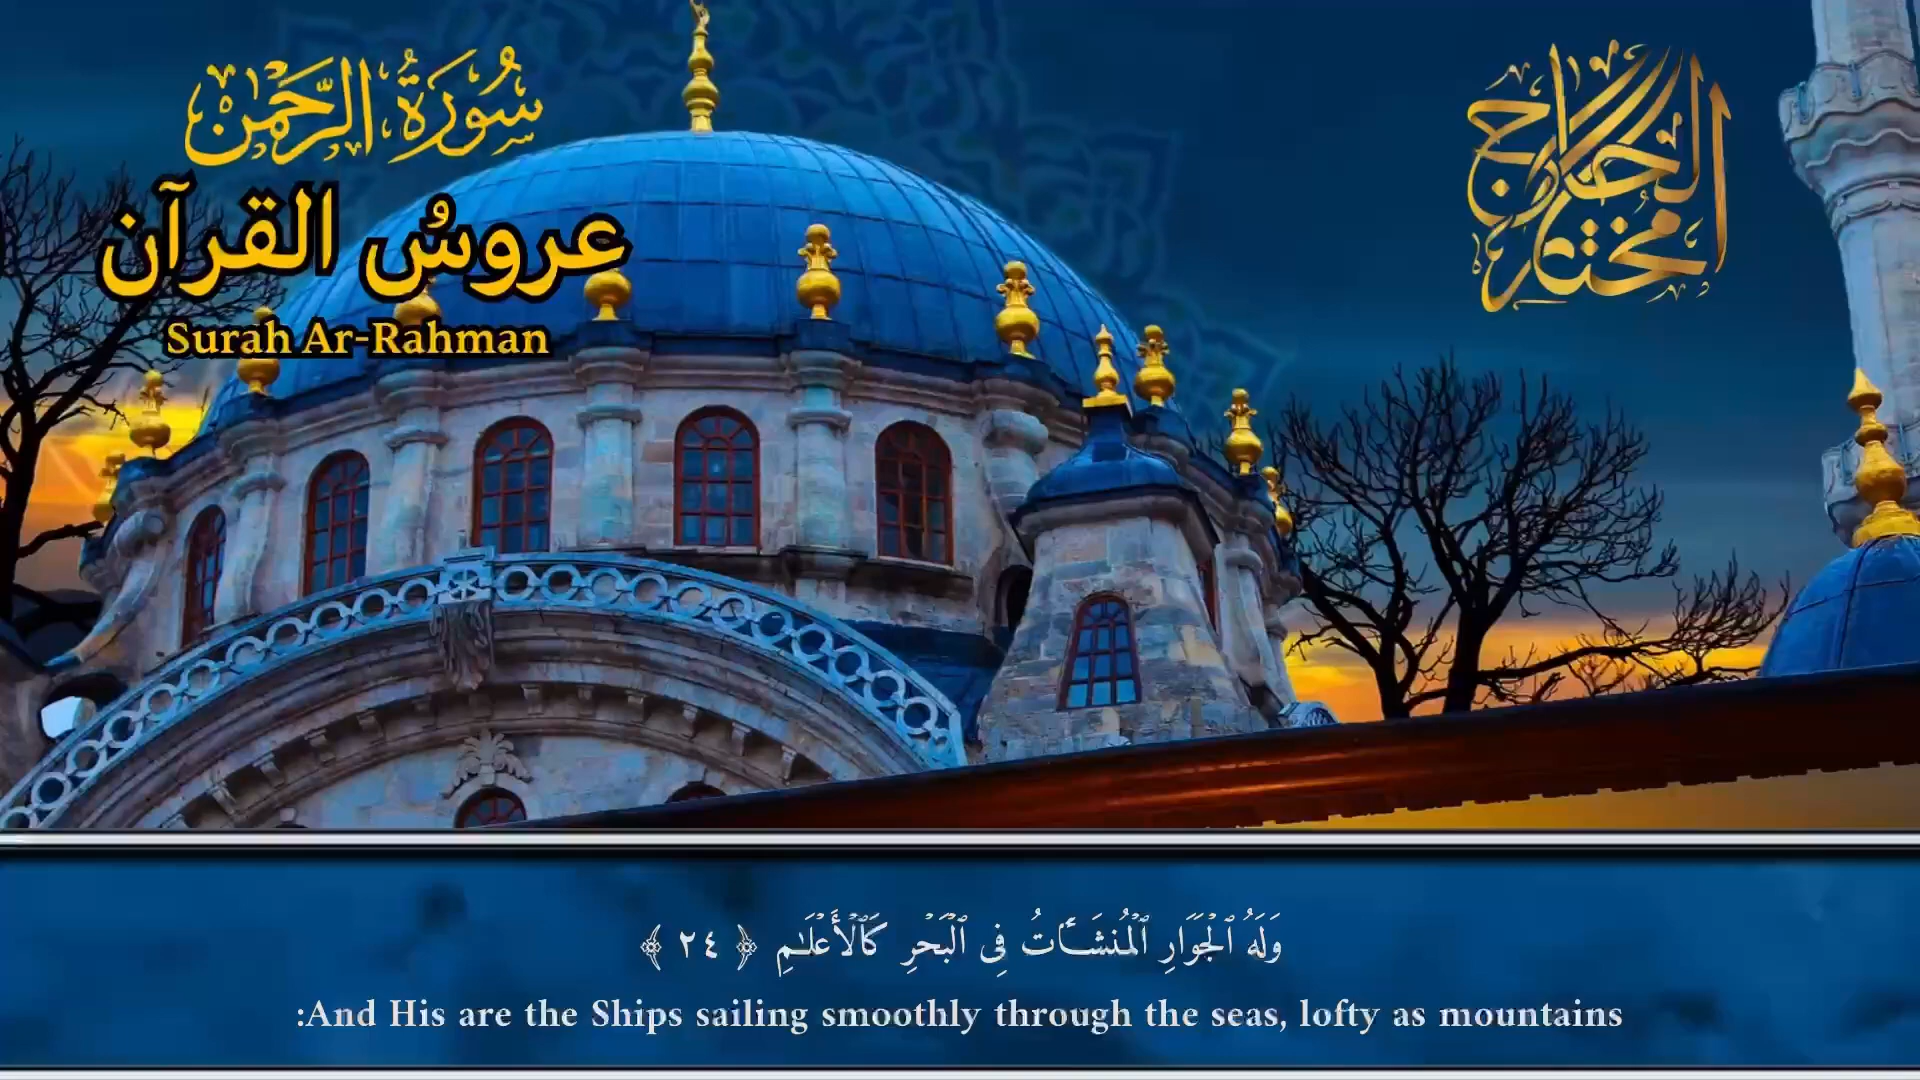 سُورَةُ الرَّحْمَٰن
عروسُ القرآن
Surah Ar-Rahman
الحاج
مختار
وَلَهُ ٱلْجَوَارِ ٱلْمُنشَـَٔاتُ فِى ٱلْبَحْرِ كَٱلْأَعْلَـٰمِ ﴿ ٢٤ ﴾
:And His are the Ships sailing smoothly through the seas, lofty as mountains